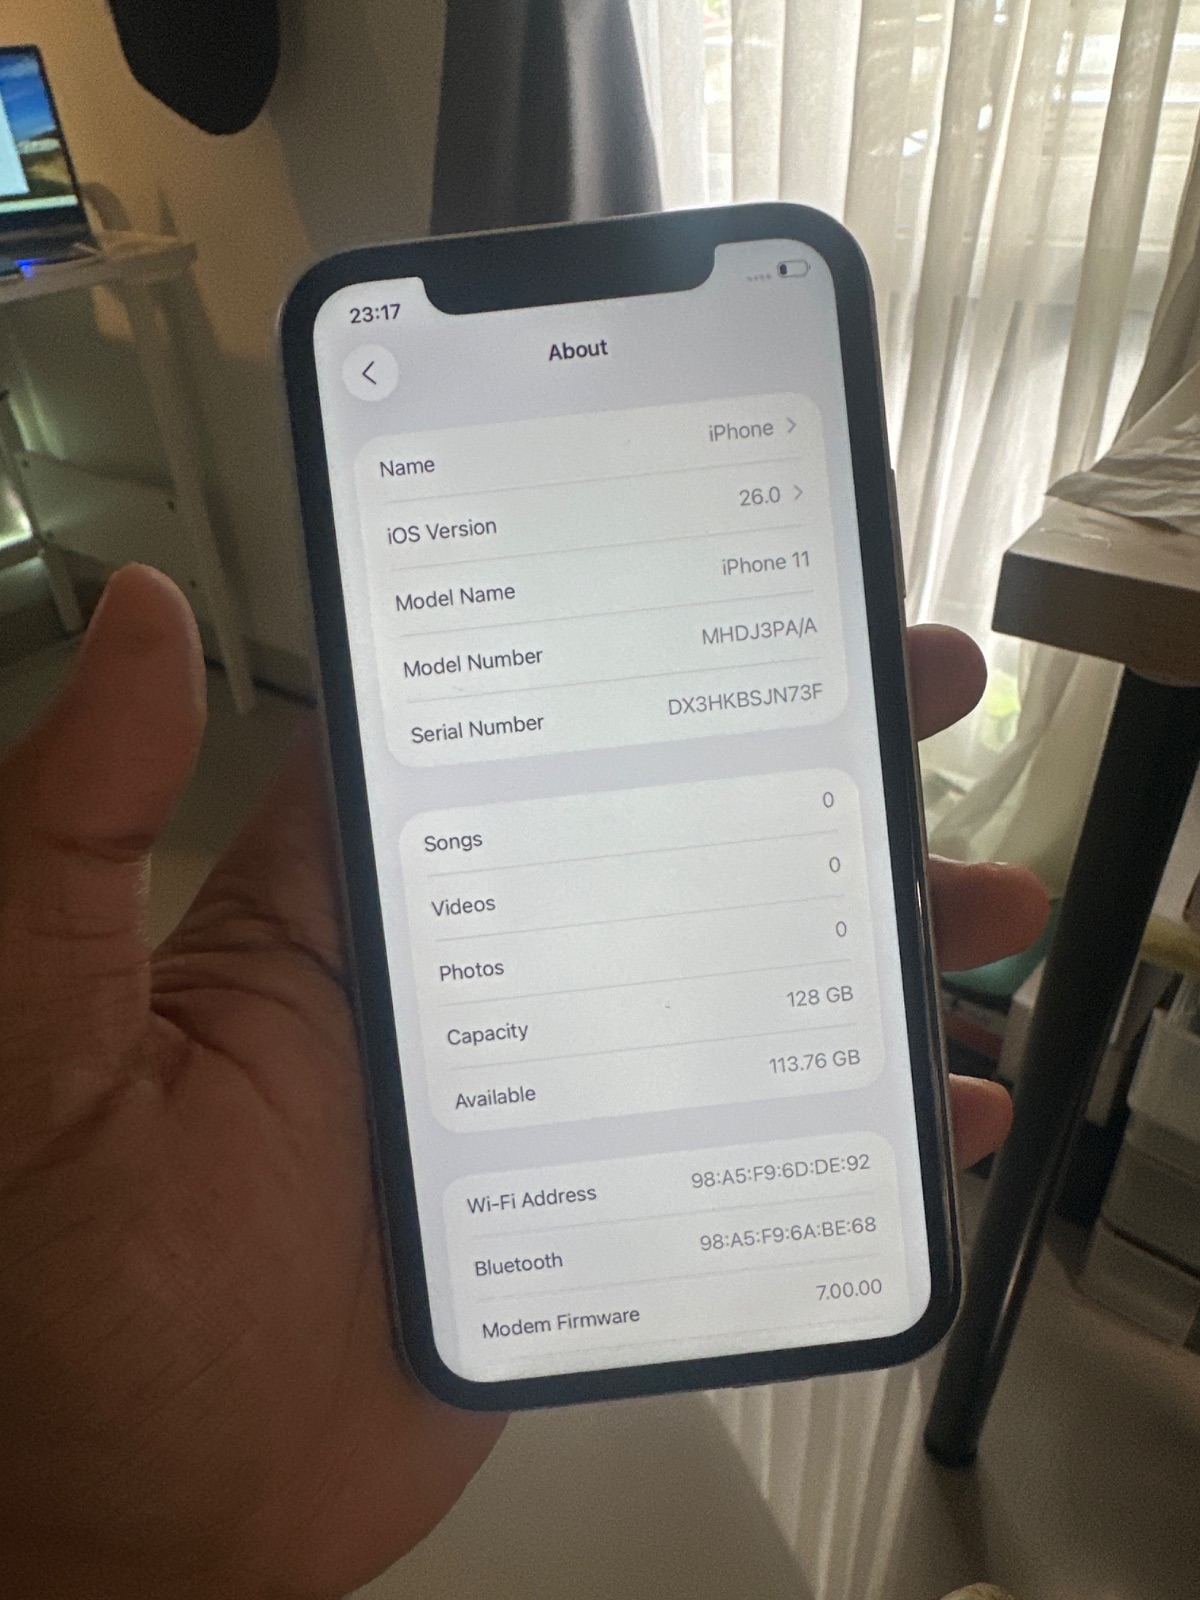 23:17
About
Name iPhone
iOS Version 26.0
Model Name iPhone 11
Model Number MHDJ3PA/A
Serial Number DX3HKBSJN73F
Songs 0
Videos 0
Photos 0
Capacity 128 GB
Available 113.76 GB
Wi-Fi Address 98:A5:F9:6D:DE:92
Bluetooth 98:A5:F9:6A:BE:68
Modem Firmware 7.00.00